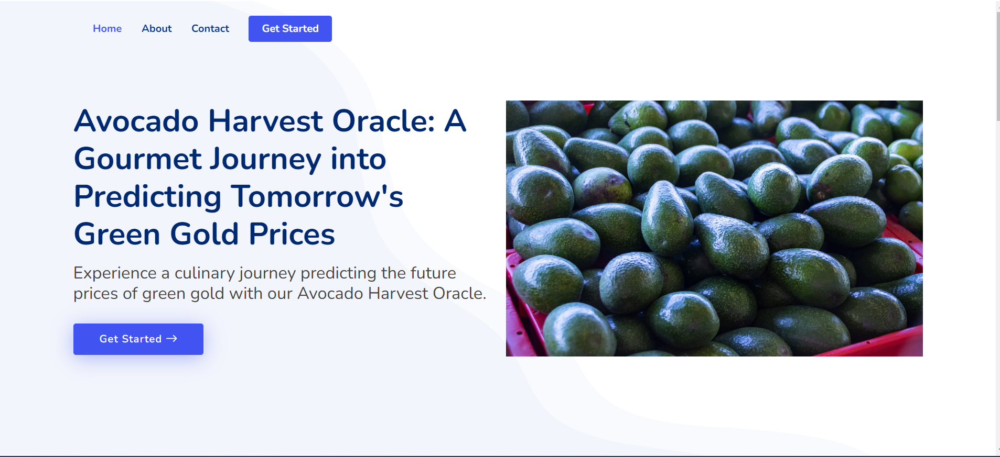 Home About Contact Get Started
Avocado Harvest Oracle: A
Gourmet Journey into
Predicting Tomorrow's
Green Gold Prices
Experience a culinary journey predicting the future
prices of green gold with our Avocado Harvest Oracle.
Get Started →